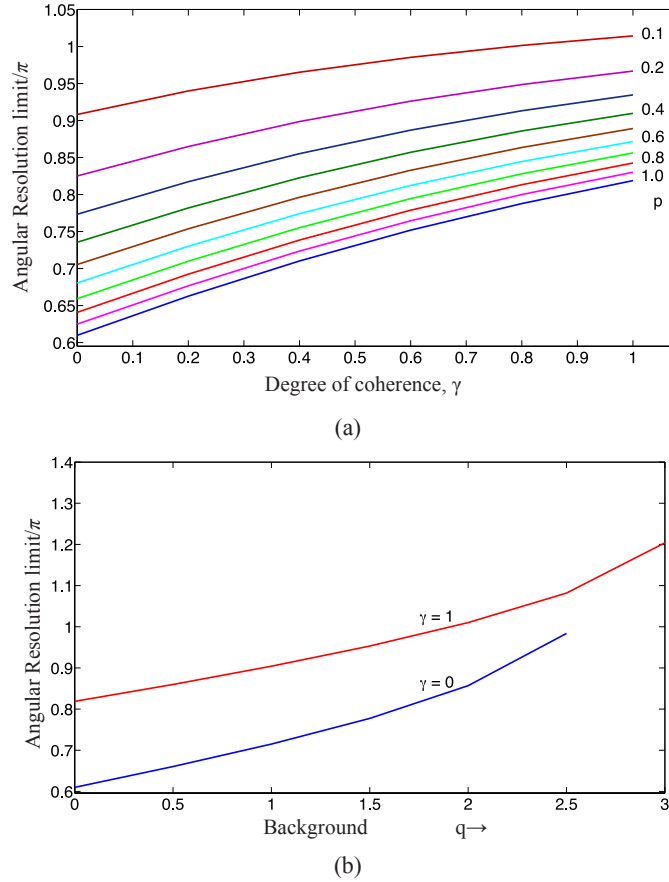 1.05
1
0.95
0.9
0.85
0.8
0.75
0.7
0.65
0.6
Angular Resolution limit/π
0.1
0.2
0.4
0.6
0.8
1.0
p
0 0.1 0.2 0.3 0.4 0.5 0.6 0.7 0.8 0.9 1
Degree of coherence, γ
(a)
1.4
1.3
1.2
1.1
1
0.9
0.8
0.7
0.6
Angular Resolution limit/π
γ = 1
γ = 0
0 0.5 1 1.5 2 2.5 3
Background q→
(b)